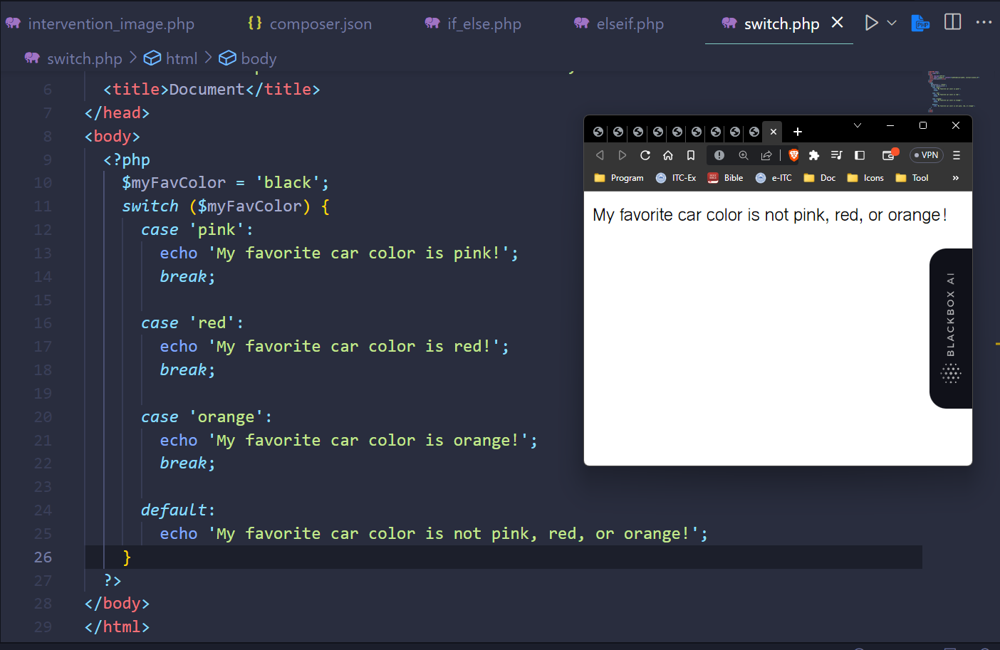 intervention_image.php
{} composer.json
if_else.php
elseif.php
switch.php
switch.php > html > body
6 <title>Document</title>
7 </head>
8 <body>
9 <?php
10 $myFavColor = 'black';
11 switch ($myFavColor) {
12 case 'pink':
13 echo 'My favorite car color is pink!';
14 break;
15
16 case 'red':
17 echo 'My favorite car color is red!';
18 break;
19
20 case 'orange':
21 echo 'My favorite car color is orange!';
22 break;
23
24 default:
25 echo 'My favorite car color is not pink, red, or orange!';
26 }
27 ?>
28 </body>
29 </html>
PHP
VPN
Program ITC-Ex Bible e-ITC Doc Icons Tool »
My favorite car color is not pink, red, or orange!
BLACKBOX AI